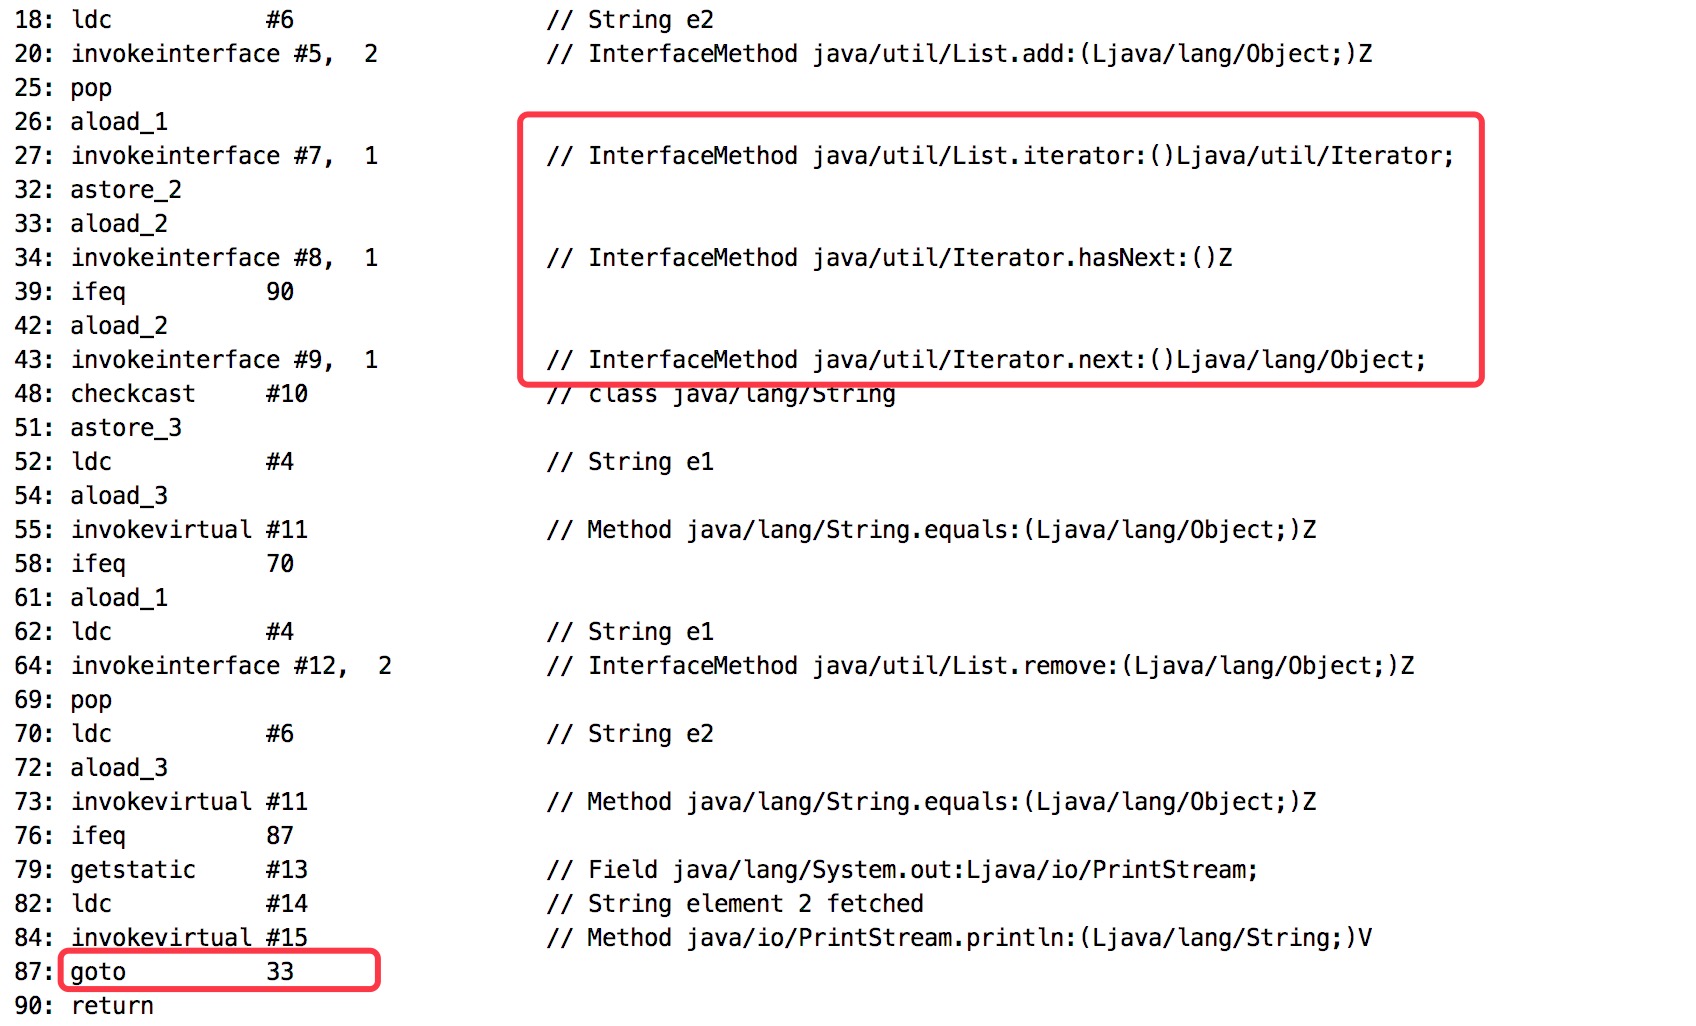 18: ldc           #6                  // String e2
20: invokeinterface #5,  2            // InterfaceMethod java/util/List.add:(Ljava/lang/Object;)Z
25: pop
26: aload_1
27: invokeinterface #7,  1            // InterfaceMethod java/util/List.iterator:()Ljava/util/Iterator;
32: astore_2
33: aload_2
34: invokeinterface #8,  1            // InterfaceMethod java/util/Iterator.hasNext:()Z
39: ifeq          90
42: aload_2
43: invokeinterface #9,  1            // InterfaceMethod java/util/Iterator.next:()Ljava/lang/Object;
48: checkcast     #10                 // class java/lang/String
51: astore_3
52: ldc           #4                  // String e1
54: aload_3
55: invokevirtual #11                 // Method java/lang/String.equals:(Ljava/lang/Object;)Z
58: ifeq          70
61: aload_1
62: ldc           #4                  // String e1
64: invokeinterface #12,  2           // InterfaceMethod java/util/List.remove:(Ljava/lang/Object;)Z
69: pop
70: ldc           #6                  // String e2
72: aload_3
73: invokevirtual #11                 // Method java/lang/String.equals:(Ljava/lang/Object;)Z
76: ifeq          87
79: getstatic     #13                 // Field java/lang/System.out:Ljava/io/PrintStream;
82: ldc           #14                 // String element 2 fetched
84: invokevirtual #15                 // Method java/io/PrintStream.println:(Ljava/lang/String;)V
87: goto          33
90: return